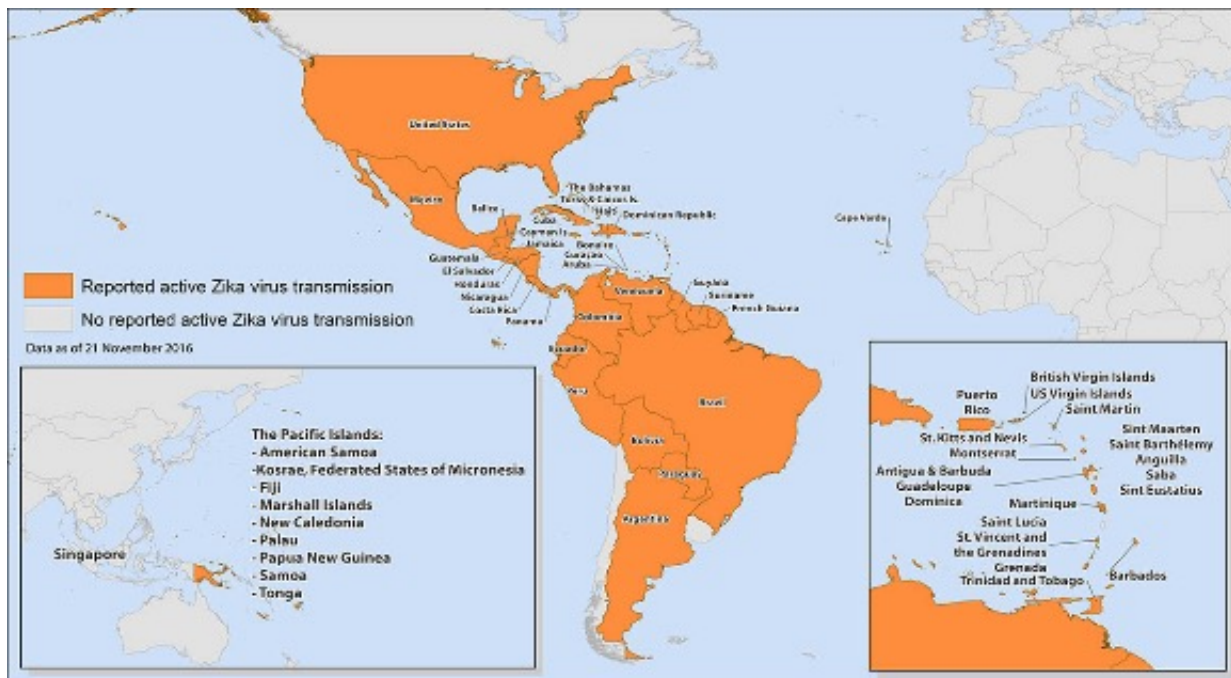 United States
Mexico
The Bahamas
Turks & Caicos Is.
Haiti
Dominican Republic
Belize
Cuba
Cayman Is.
Jamaica
Bonaire
Curaçao
Aruba
Cape Verde
Guatemala
El Salvador
Honduras
Nicaragua
Costa Rica
Panama
Venezuela
Guyana
Suriname
French Guiana
Colombia
Ecuador
Peru
Brazil
Bolivia
Paraguay
Argentina
Reported active Zika virus transmission
No reported active Zika virus transmission
Data as of 21 November 2016
The Pacific Islands:
- American Samoa
-Kosrae, Federated States of Micronesia
- Fiji
- Marshall Islands
- New Caledonia
- Palau
- Papua New Guinea
- Samoa
- Tonga
Singapore
British Virgin Islands
US Virgin Islands
Saint Martin
Puerto
Rico
Sint Maarten
Saint Barthélemy
Anguilla
Saba
Sint Eustatius
St. Kitts and Nevis
Montserrat
Antigua & Barbuda
Guadeloupe
Dominica
Martinique
Saint Lucia
St. Vincent and
the Grenadines
Grenada
Trinidad and Tobago
Barbados